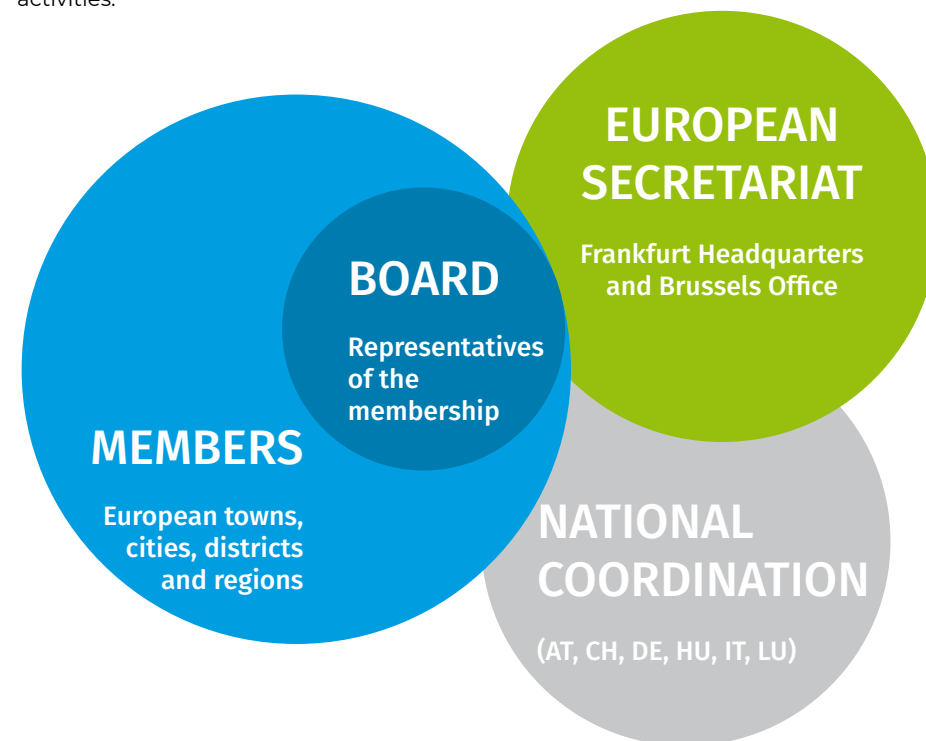 activities.
EUROPEAN
SECRETARIAT
Frankfurt Headquarters
and Brussels Office
BOARD
Representatives
of the
membership
MEMBERS
European towns,
cities, districts
and regions
NATIONAL
COORDINATION
(AT, CH, DE, HU, IT, LU)